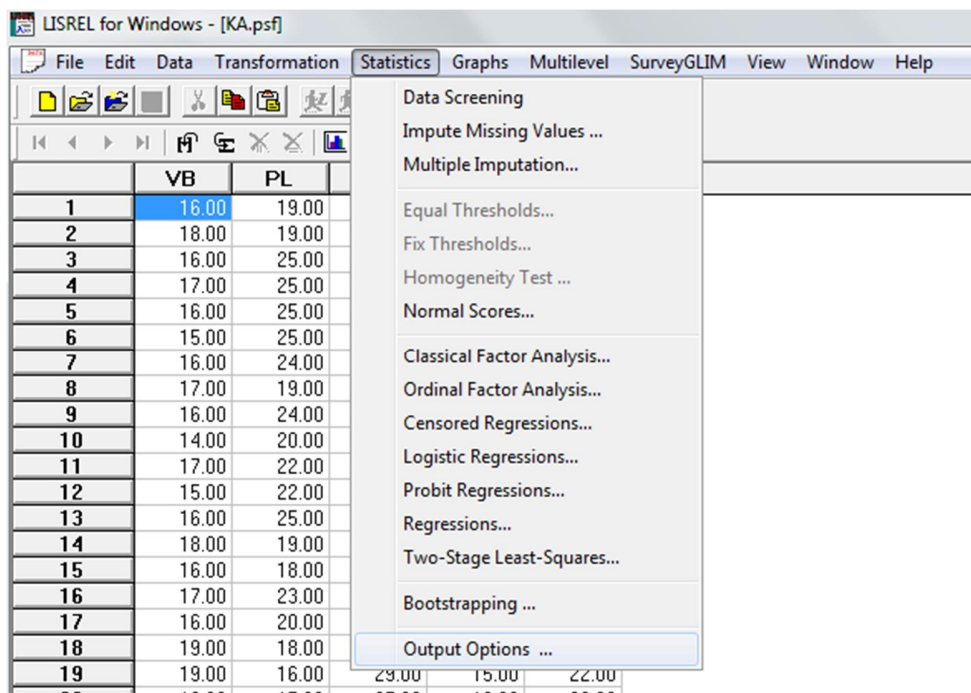 LISREL for Windows - [KA.psf]
File Edit Data Transformation Statistics Graphs Multilevel SurveyGLIM View Window Help
Data Screening
Impute Missing Values ...
Multiple Imputation...
Equal Thresholds...
Fix Thresholds...
Homogeneity Test ...
Normal Scores...
Classical Factor Analysis...
Ordinal Factor Analysis...
Censored Regressions...
Logistic Regressions...
Probit Regressions...
Regressions...
Two-Stage Least-Squares...
Bootstrapping ...
Output Options ...
VB PL
1 16.00 19.00
2 18.00 19.00
3 16.00 25.00
4 17.00 25.00
5 16.00 25.00
6 15.00 25.00
7 16.00 24.00
8 17.00 19.00
9 16.00 24.00
10 14.00 20.00
11 17.00 22.00
12 15.00 22.00
13 16.00 25.00
14 18.00 19.00
15 16.00 18.00
16 17.00 23.00
17 16.00 20.00
18 19.00 18.00
19 19.00 16.00 29.00 15.00 22.00